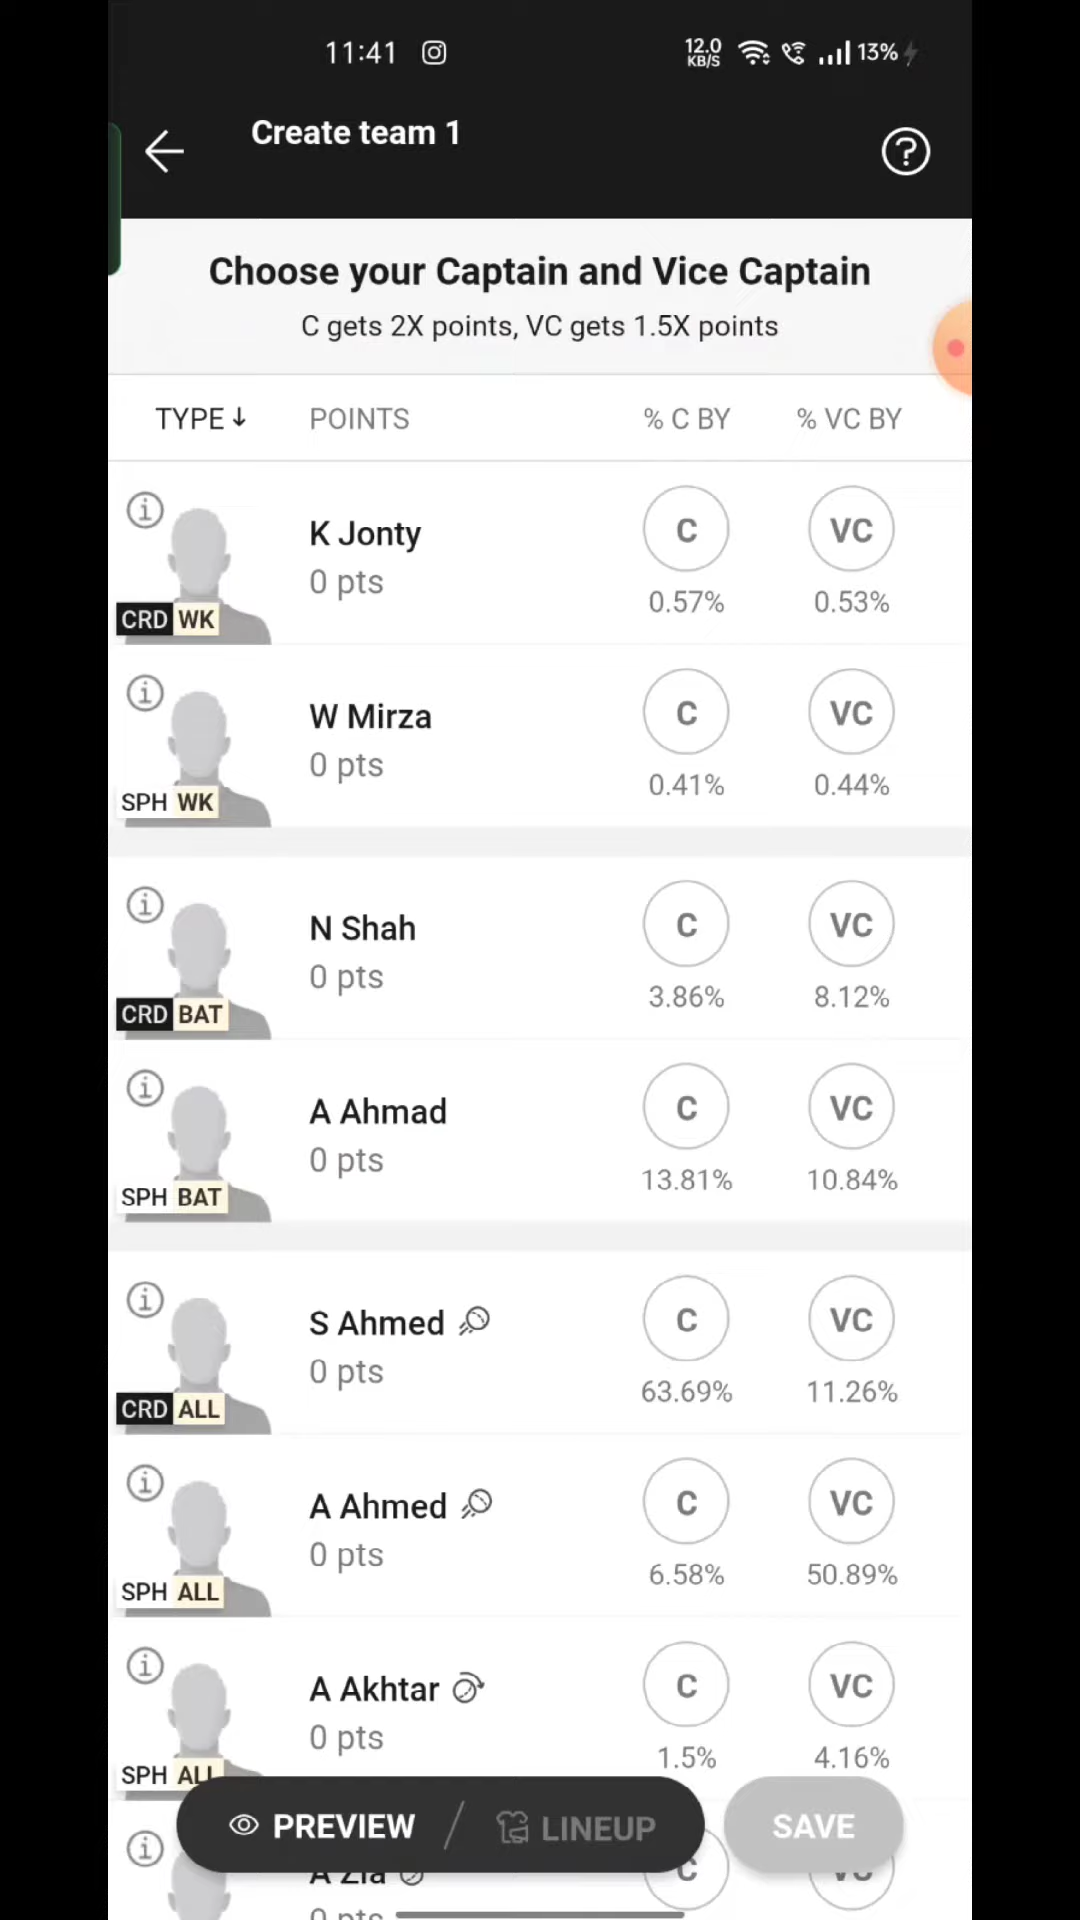 11:41 12.0 KB/S 13%
Create team 1
Choose your Captain and Vice Captain
C gets 2X points, VC gets 1.5X points
TYPE POINTS % C BY % VC BY
K Jonty C VC
0 pts 0.57% 0.53%
CRD WK
W Mirza C VC
0 pts 0.41% 0.44%
SPH WK
N Shah C VC
0 pts 3.86% 8.12%
CRD BAT
A Ahmad C VC
0 pts 13.81% 10.84%
SPH BAT
S Ahmed C VC
0 pts 63.69% 11.26%
CRD ALL
A Ahmed C VC
0 pts 6.58% 50.89%
SPH ALL
A Akhtar C VC
0 pts 1.5% 4.16%
SPH ALL
PREVIEW LINEUP SAVE
A Zia C VC
0 pts